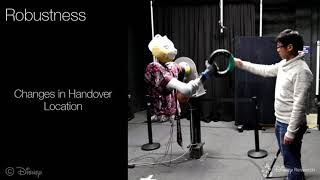 Robustness
Changes in Handover
Location
© Disney
Disney Research